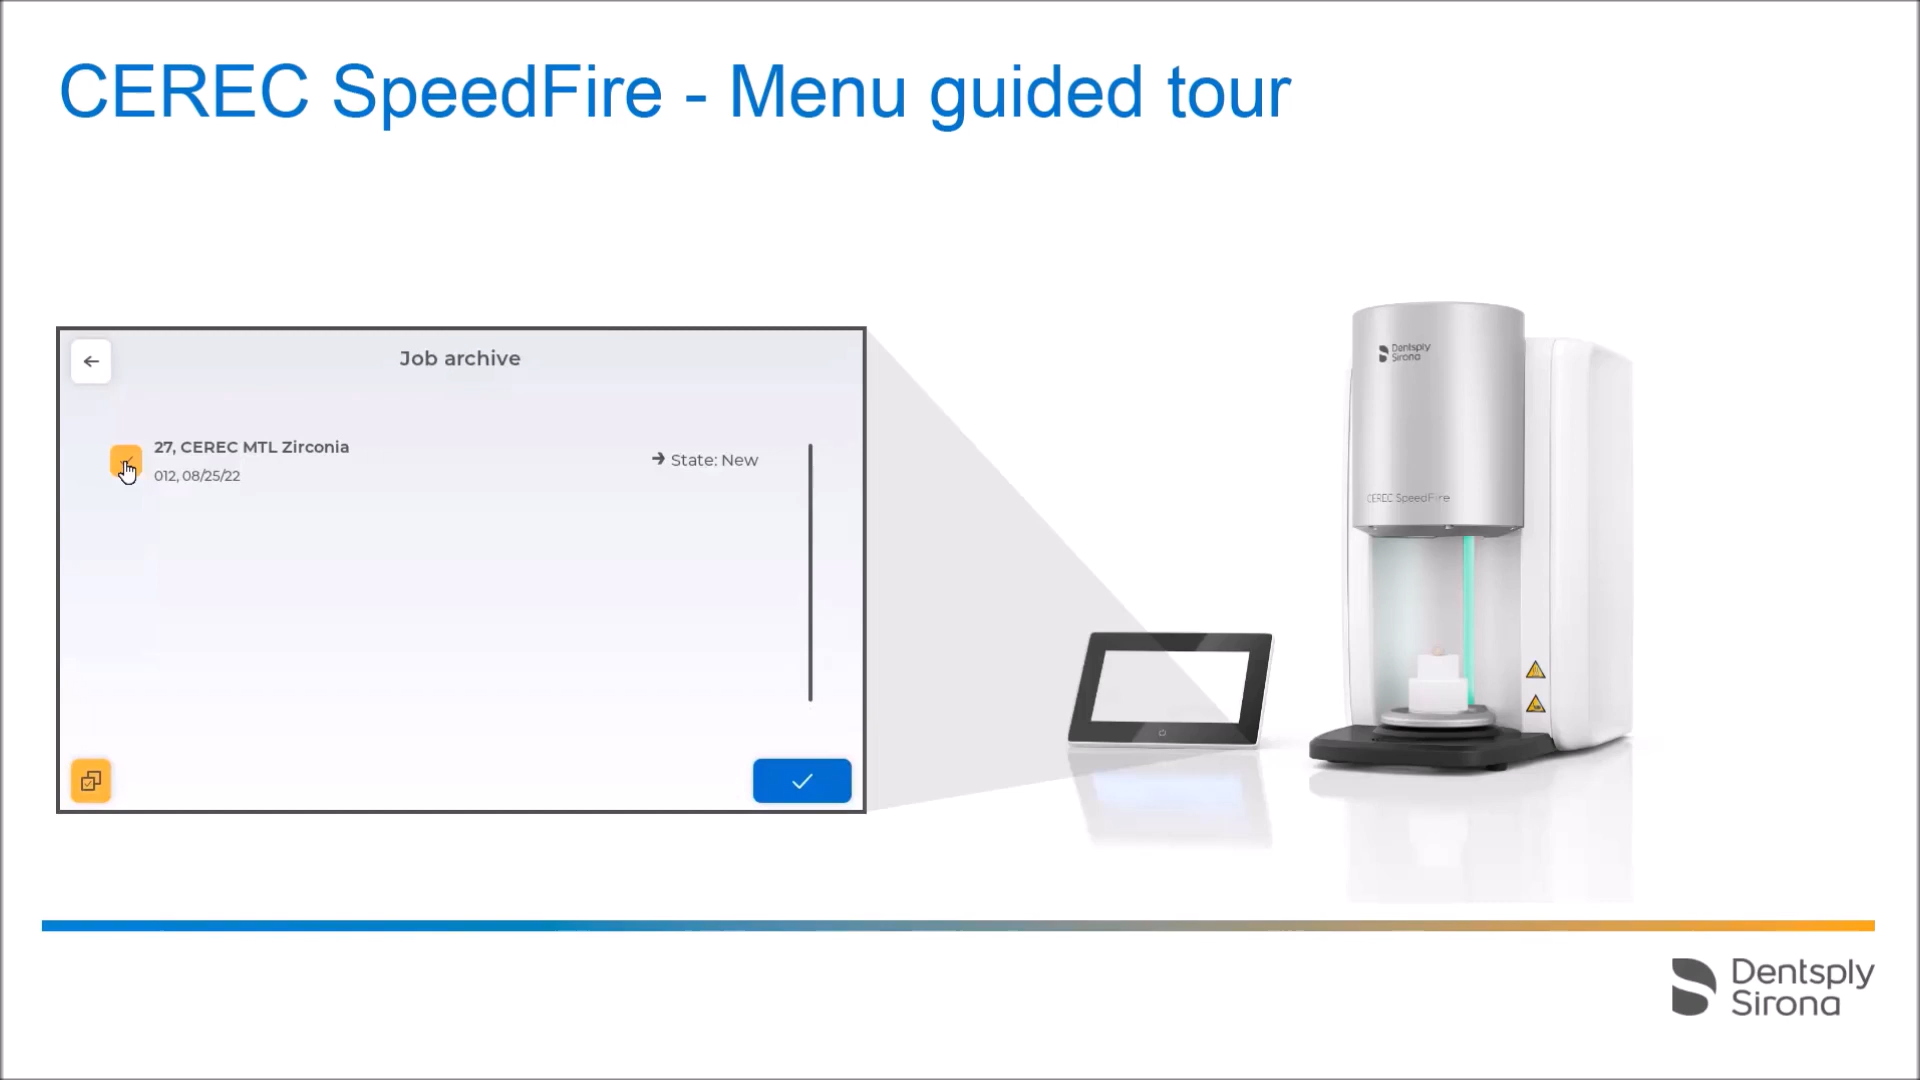 CEREC SpeedFire - Menu guided tour
Job archive
27, CEREC MTL Zirconia
012, 08/25/22
State: New
Dentsply
Sirona
CEREC SpeedFire
Dentsply
Sirona